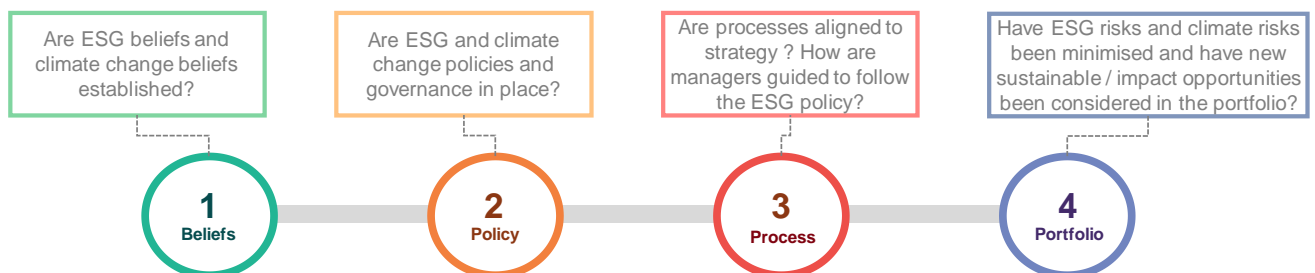 Are ESG beliefs and
climate change beliefs
established?
Are ESG and climate
change policies and
governance in place?
Are processes aligned to
strategy ? How are
managers guided to follow
the ESG policy?
Have ESG risks and climate risks
been minimised and have new
sustainable / impact opportunities
been considered in the portfolio?
1
Beliefs
2
Policy
3
Process
4
Portfolio